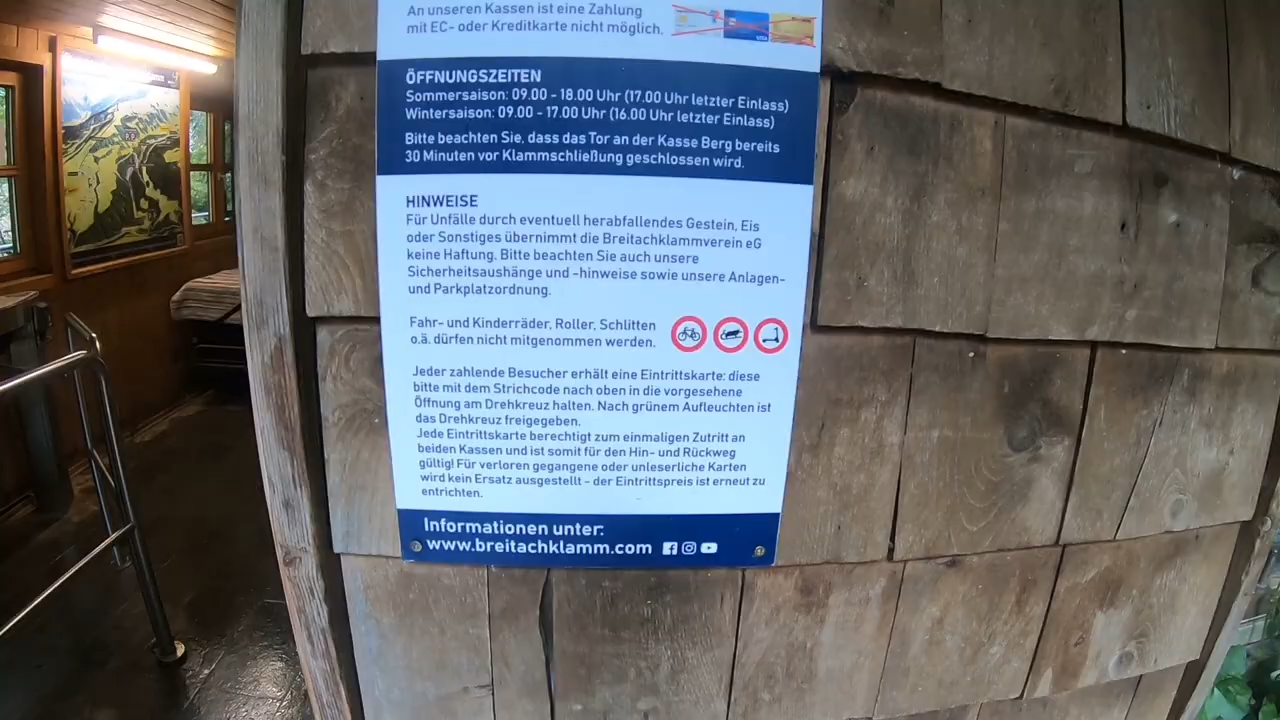 An unseren Kassen ist eine Zahlung
mit EC- oder Kreditkarte nicht möglich.
VISA
ÖFFNUNGSZEITEN
Sommersaison: 09.00 - 18.00 Uhr (17.00 Uhr letzter Einlass)
Wintersaison: 09.00 - 17.00 Uhr (16.00 Uhr letzter Einlass)
Bitte beachten Sie, dass das Tor an der Kasse Berg bereits
30 Minuten vor Klammschließung geschlossen wird.
HINWEISE
Für Unfälle durch eventuell herabfallendes Gestein, Eis
oder Sonstiges übernimmt die Breitachklammverein eG
keine Haftung. Bitte beachten Sie auch unsere
Sicherheitsaushänge und -hinweise sowie unsere Anlagen-
und Parkplatzordnung.
Fahr- und Kinderräder, Roller, Schlitten
o.ä. dürfen nicht mitgenommen werden.
Jeder zahlende Besucher erhält eine Eintrittskarte: diese
bitte mit dem Strichcode nach oben in die vorgesehene
Öffnung am Drehkreuz halten. Nach grünem Aufleuchten ist
das Drehkreuz freigegeben.
Jede Eintrittskarte berechtigt zum einmaligen Zutritt an
beiden Kassen und ist somit für den Hin- und Rückweg
gültig! Für verloren gegangene oder unleserliche Karten
wird kein Ersatz ausgestellt - der Eintrittspreis ist erneut zu
entrichten.
Informationen unter:
www.breitachklamm.com